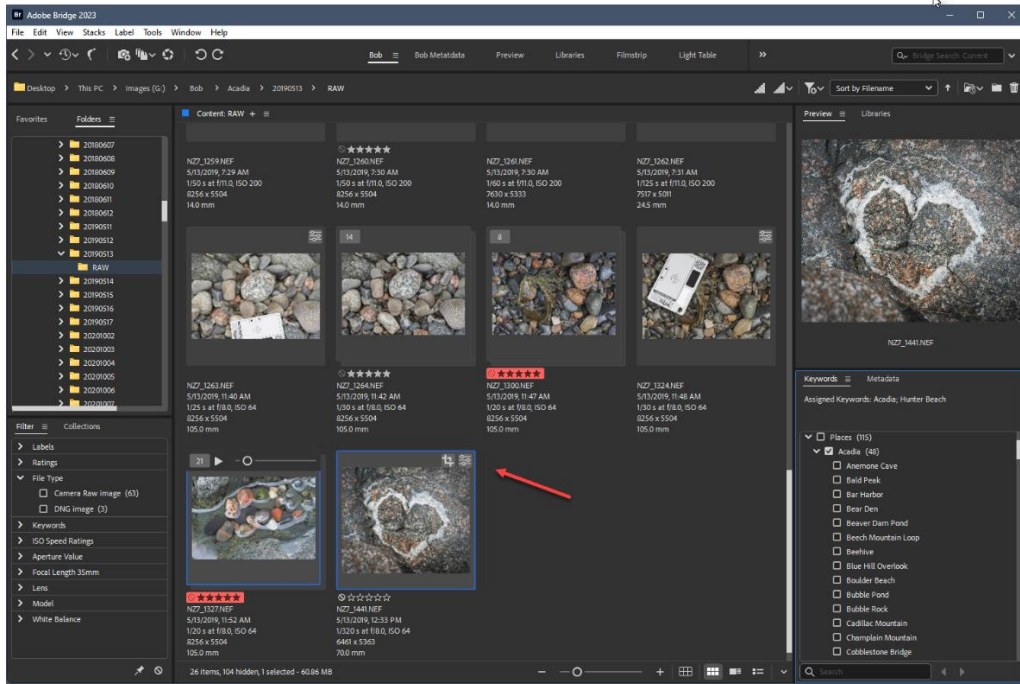 Br Adobe Bridge 2023
File Edit View Stacks Label Tools Window Help
Bob Bob Metatdata Preview Libraries Filmstrip Light Table »
Bridge Search: Current
Desktop > This PC > Images (G:) > Bob > Acadia > 20190513 > RAW
Sort by Filename
Favorites Folders
20180607
20180608
20180609
20180610
20180611
20180612
20190511
20190512
20190513
RAW
20190514
20190515
20190516
20190517
20201002
20201003
20201004
20201005
20201006
20201007
Filter Collections
Labels
Ratings
File Type
Camera Raw image (63)
DNG image (3)
Keywords
ISO Speed Ratings
Aperture Value
Focal Length 35mm
Lens
Model
White Balance
Content: RAW
NZ7_1259.NEF
5/13/2019, 7:29 AM
1/50 s at f/11.0, ISO 200
8256 x 5504
14.0 mm
NZ7_1260.NEF
5/13/2019, 7:30 AM
1/50 s at f/11.0, ISO 200
8256 x 5504
14.0 mm
NZ7_1261.NEF
5/13/2019, 7:30 AM
1/60 s at f/11.0, ISO 200
7630 x 5333
14.0 mm
NZ7_1262.NEF
5/13/2019, 7:31 AM
1/125 s at f/11.0, ISO 200
7517 x 5011
24.5 mm
NZ7_1263.NEF
5/13/2019, 11:40 AM
1/25 s at f/8.0, ISO 64
8256 x 5504
105.0 mm
14
NZ7_1264.NEF
5/13/2019, 11:42 AM
1/30 s at f/8.0, ISO 64
8256 x 5504
105.0 mm
8
NZ7_1300.NEF
5/13/2019, 11:47 AM
1/20 s at f/8.0, ISO 64
8256 x 5504
105.0 mm
NZ7_1324.NEF
5/13/2019, 11:48 AM
1/30 s at f/8.0, ISO 64
8256 x 5504
105.0 mm
21
NZ7_1327.NEF
5/13/2019, 11:52 AM
1/20 s at f/8.0, ISO 64
8256 x 5504
105.0 mm
NZ7_1441.NEF
5/13/2019, 12:33 PM
1/320 s at f/8.0, ISO 64
6461 x 5363
70.0 mm
26 items, 104 hidden, 1 selected - 60.86 MB
Preview Libraries
NZ7_1441.NEF
Keywords Metadata
Assigned Keywords: Acadia; Hunter Beach
Places (115)
Acadia (48)
Anemone Cave
Bald Peak
Bar Harbor
Bear Den
Beaver Dam Pond
Beech Mountain Loop
Beehive
Blue Hill Overlook
Boulder Beach
Bubble Pond
Bubble Rock
Cadillac Mountain
Champlain Mountain
Cobblestone Bridge
Search